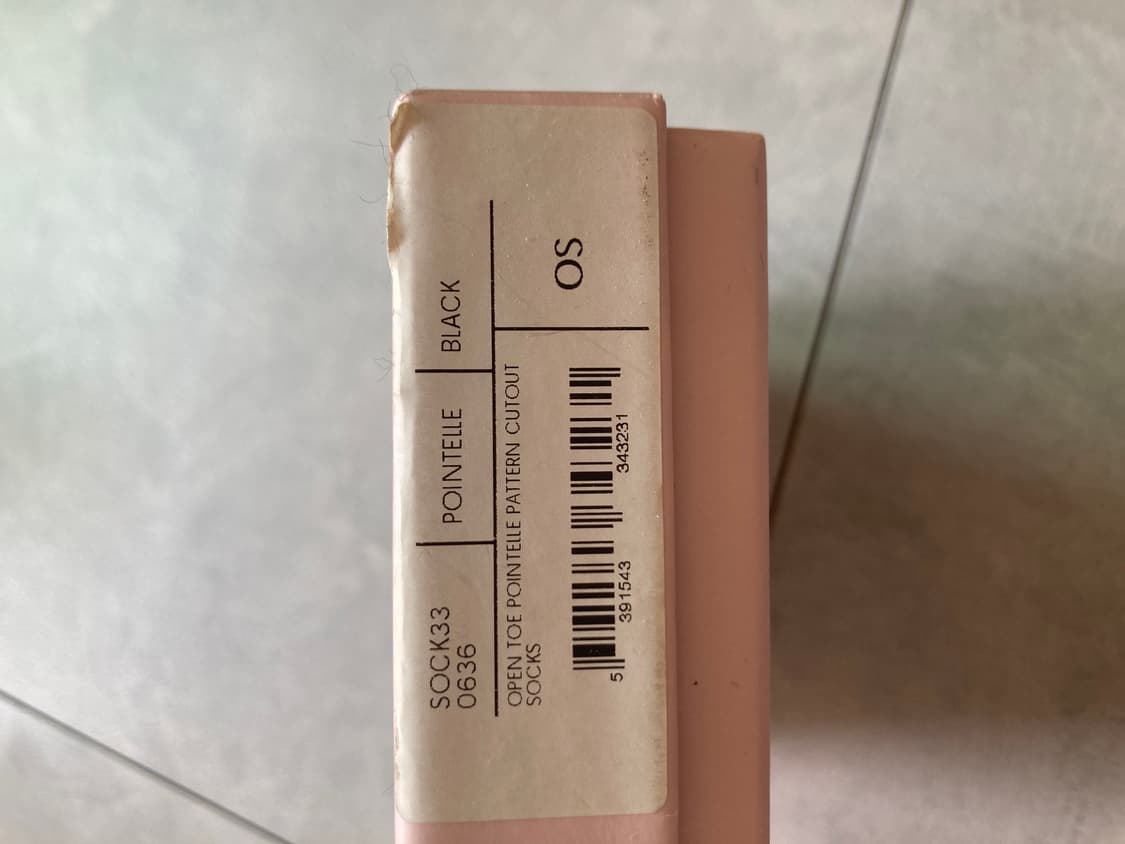 SOCK33
0636
POINTELLE
BLACK
OPEN TOE POINTELLE PATTERN CUTOUT
SOCKS
5 391543 343231
OS